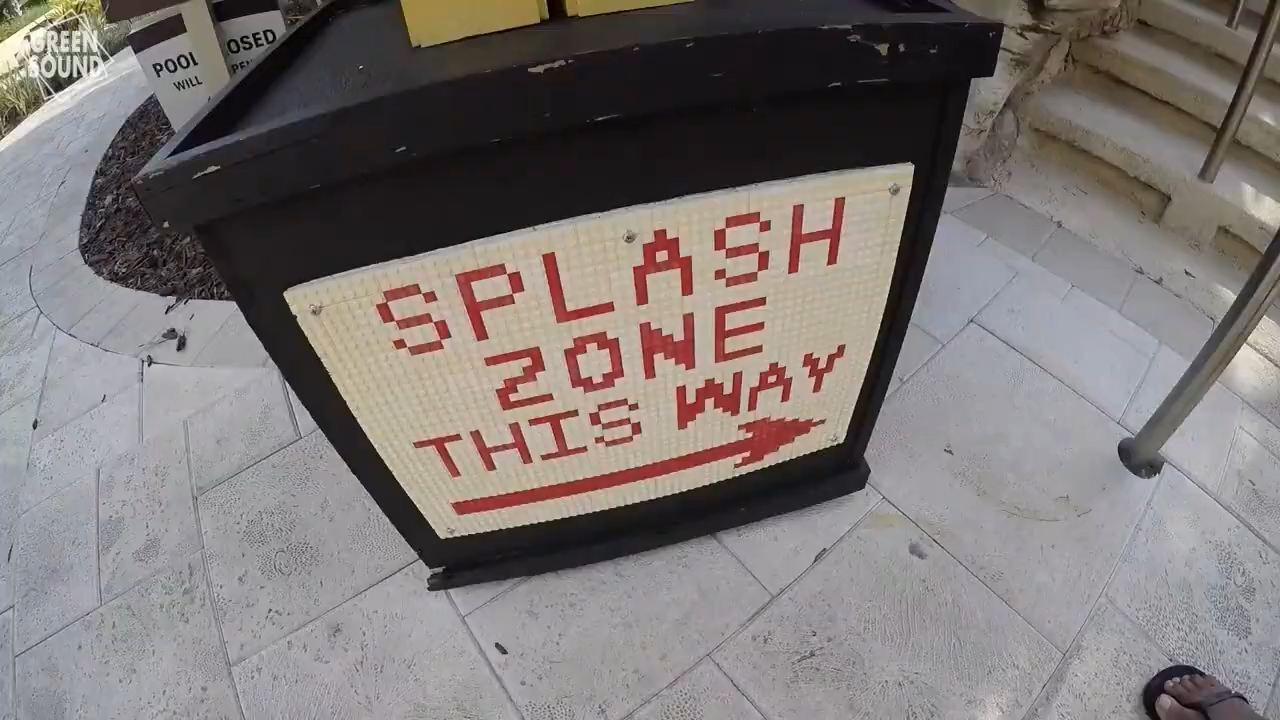 GREEN
SOUND
POOL
WILL
OSED
SPLASH
ZONE
THIS WAY